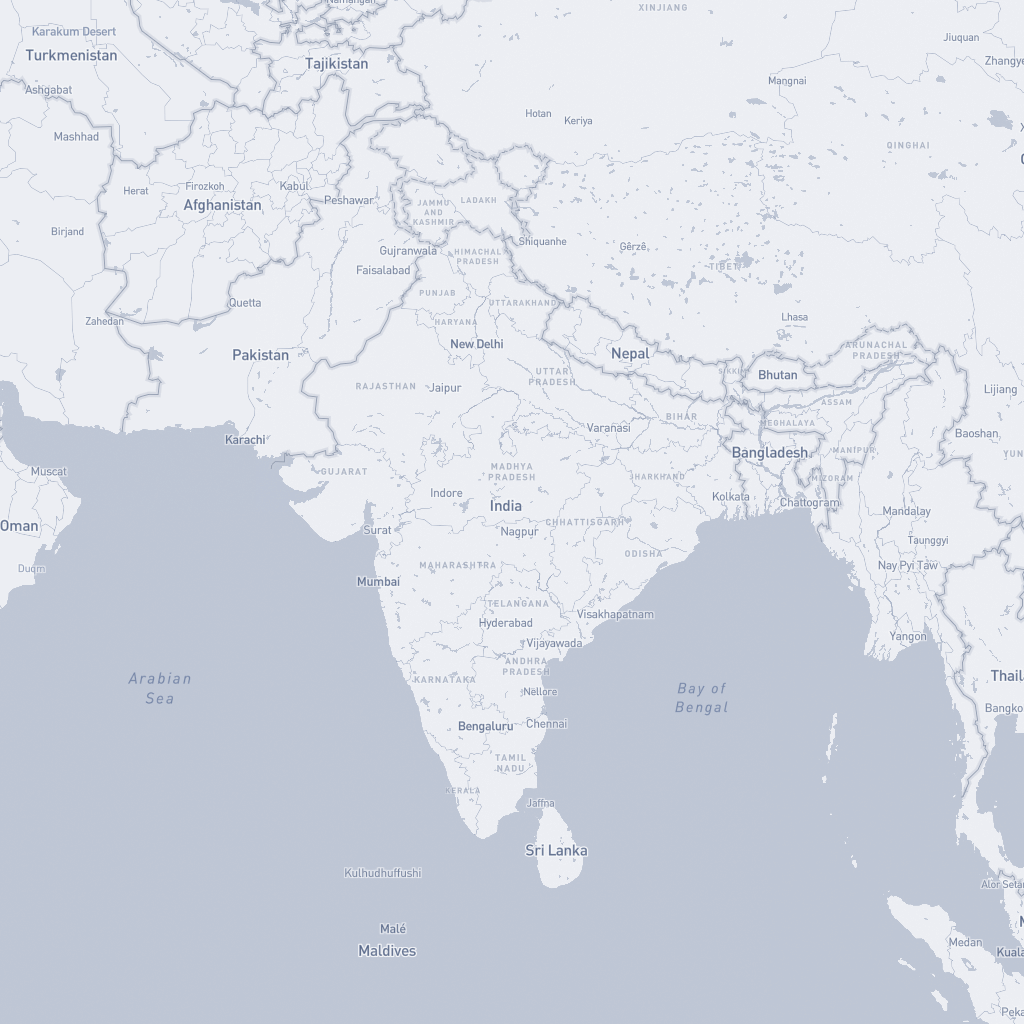 Namangan
XINJIANG
Karakum Desert
Jiuquan
Turkmenistan
Tajikistan
Zhangye
Mangnai
Ashgabat
Hotan
Keriya
Mashhad
QINGHAI
Herat
Firozkoh
Kabul
Peshawar
Afghanistan
JAMMU
AND
KASHMIR
LADAKH
Birjand
Shiquanhe
Gêrzê
Gujranwala
HIMACHAL
PRADESH
Faisalabad
TIBET
PUNJAB
Quetta
UTTARAKHAND
Zahedan
HARYANA
Lhasa
New Delhi
ARUNACHAL
PRADESH
Pakistan
Nepal
UTTAR
PRADESH
SIKKI
Bhutan
RAJASTHAN
Jaipur
Lijiang
ASSAM
BIHAR
MEGHALAYA
Varanasi
Baoshan
Karachi
Bangladesh
MANIPUR
YUN
Muscat
GUJARAT
MADHYA
PRADESH
JHARKHAND
MIZORAM
Indore
Kolkata
Chattogram
India
Mandalay
Oman
Surat
Nagpur
CHHATTISGARH
Taunggyi
ODISHA
Nay Pyi Taw
Duqm
MAHARASHTRA
Mumbai
TELANGANA
Hyderabad
Visakhapatnam
Yangon
Vijayawada
ANDHRA
PRADESH
KARNATAKA
Thail
Arabian
Sea
Bay of
Bengal
Nellore
Bangko
Bengaluru
Chennai
TAMIL
NADU
KERALA
Jaffna
Sri Lanka
Kulhudhuffushi
Alor Setar
Malé
Maldives
Medan
Kuala
Peka